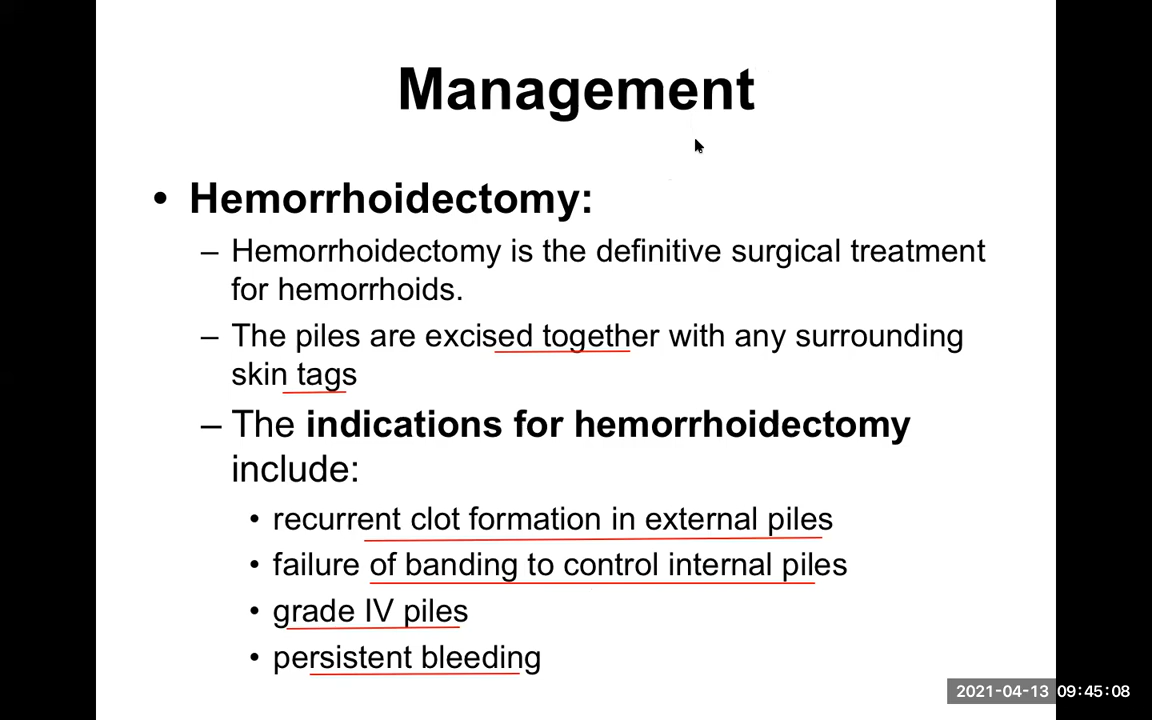 Management
• Hemorrhoidectomy:
– Hemorrhoidectomy is the definitive surgical treatment
for hemorrhoids.
– The piles are excised together with any surrounding
skin tags
– The indications for hemorrhoidectomy
include:
• recurrent clot formation in external piles
• failure of banding to control internal piles
• grade IV piles
• persistent bleeding
2021-04-13 09:45:08